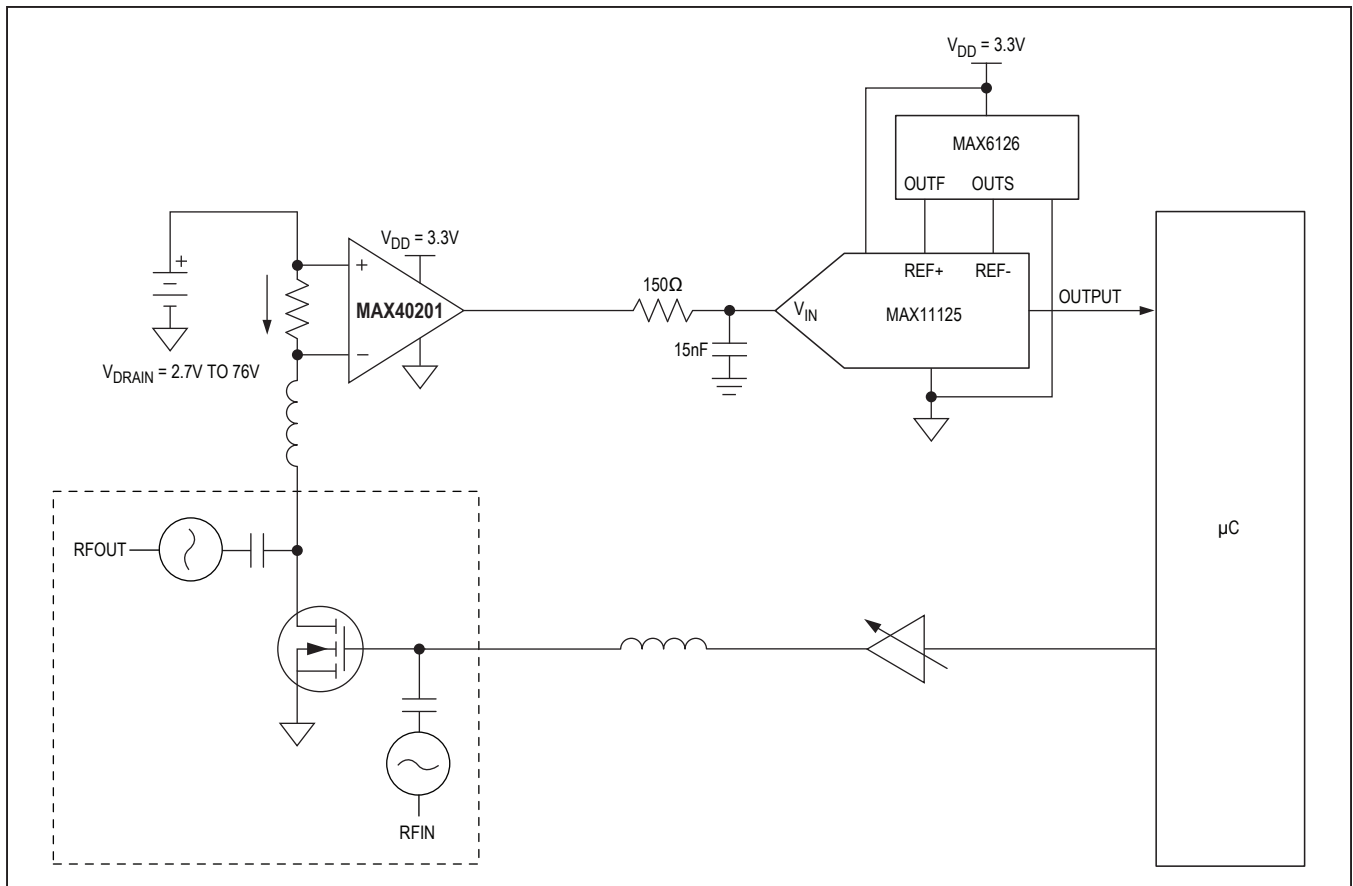 V_DD = 3.3V
MAX6126
OUTF OUTS
V_DD = 3.3V
+
+
MAX40201
−
V_DRAIN = 2.7V TO 76V
150Ω
15nF
REF+ REF-
V_IN
MAX11125
OUTPUT
µC
RFOUT
RFIN